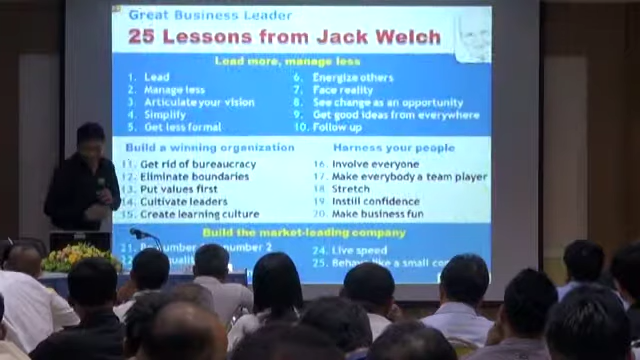 Great Business Leader
25 Lessons from Jack Welch
Lead more, manage less
1. Lead
2. Manage less
3. Articulate your vision
4. Simplify
5. Get less formal
6. Energize others
7. Face reality
8. See change as an opportunity
9. Get good ideas from everywhere
10. Follow up
Build a winning organization
11. Get rid of bureaucracy
12. Eliminate boundaries
13. Put values first
14. Cultivate leaders
15. Create learning culture
Harness your people
16. Involve everyone
17. Make everybody a team player
18. Stretch
19. Instill confidence
20. Make business fun
Build the market-leading company
21. number 2
22.
24. Live speed
25. like a small